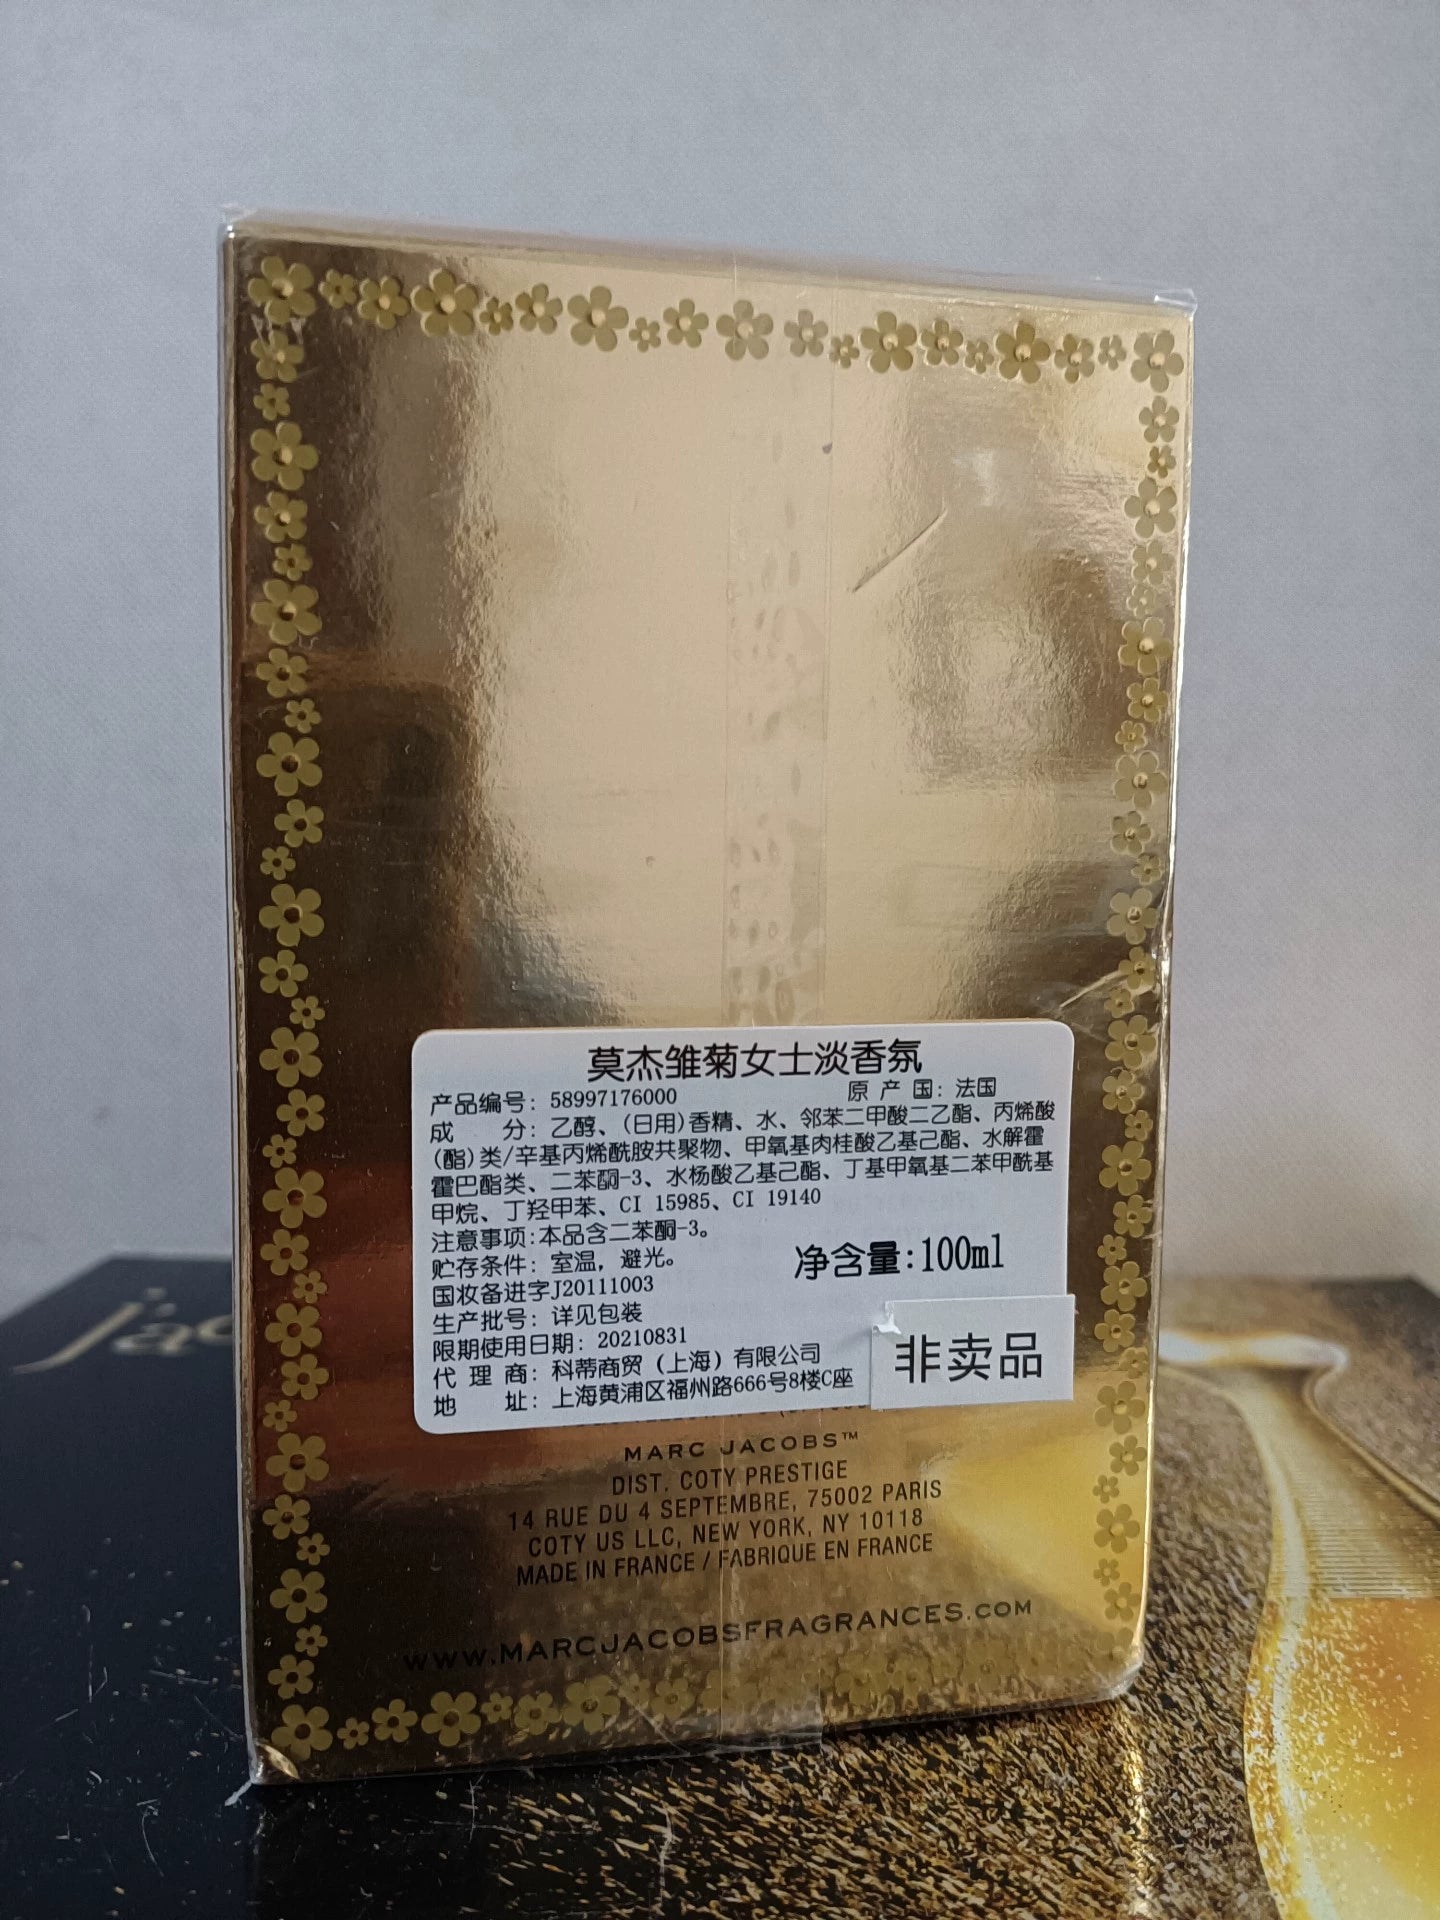 莫杰雏菊女士淡香氛
产品编号: 58997176000 原 产 国: 法国
成 分: 乙醇、(日用)香精、水、邻苯二甲酸二乙酯、丙烯酸
(酯)类/辛基丙烯酰胺共聚物、甲氧基肉桂酸乙基己酯、水解霍
霍巴酯类、二苯酮-3、水杨酸乙基己酯、丁基甲氧基二苯甲酰基
甲烷、丁羟甲苯、CI 15985、CI 19140
注意事项:本品含二苯酮-3。
贮存条件: 室温, 避光。
净含量:100ml
国妆备进字J20111003
生产批号: 详见包装
限期使用日期: 20210831
代 理 商: 科蒂商贸 (上海) 有限公司
地 址: 上海黄浦区福州路666号8楼C座
非卖品
MARC JACOBS™
DIST. COTY PRESTIGE
14 RUE DU 4 SEPTEMBRE, 75002 PARIS
COTY US LLC, NEW YORK, NY 10118
MADE IN FRANCE / FABRIQUE EN FRANCE
WWW.MARCJACOBSFRAGRANCES.COM